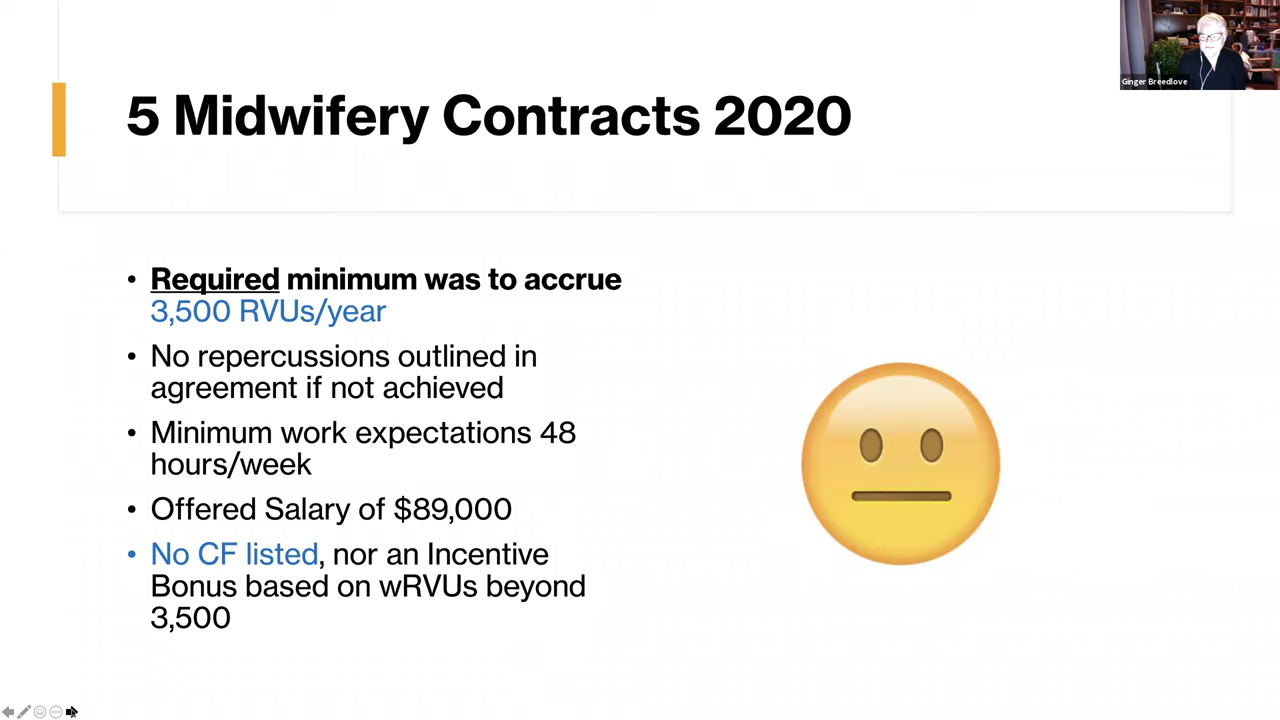 Ginger Breedlove
5 Midwifery Contracts 2020
• Required minimum was to accrue
3,500 RVUs/year
• No repercussions outlined in
agreement if not achieved
• Minimum work expectations 48
hours/week
• Offered Salary of $89,000
• No CF listed, nor an Incentive
Bonus based on wRVUs beyond
3,500